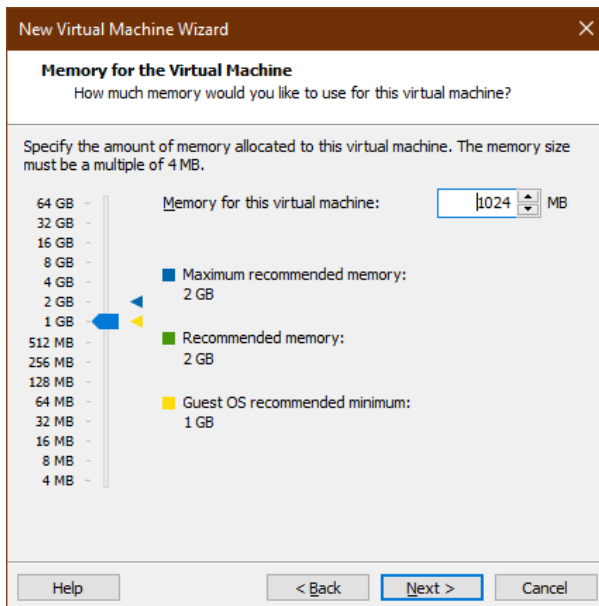 New Virtual Machine Wizard
Memory for the Virtual Machine
How much memory would you like to use for this virtual machine?
Specify the amount of memory allocated to this virtual machine. The memory size
must be a multiple of 4 MB.
64 GB
32 GB
16 GB
8 GB
4 GB
2 GB
1 GB
512 MB
256 MB
128 MB
64 MB
32 MB
16 MB
8 MB
4 MB
Memory for this virtual machine: 1024 MB
Maximum recommended memory:
2 GB
Recommended memory:
2 GB
Guest OS recommended minimum:
1 GB
Help < Back Next > Cancel